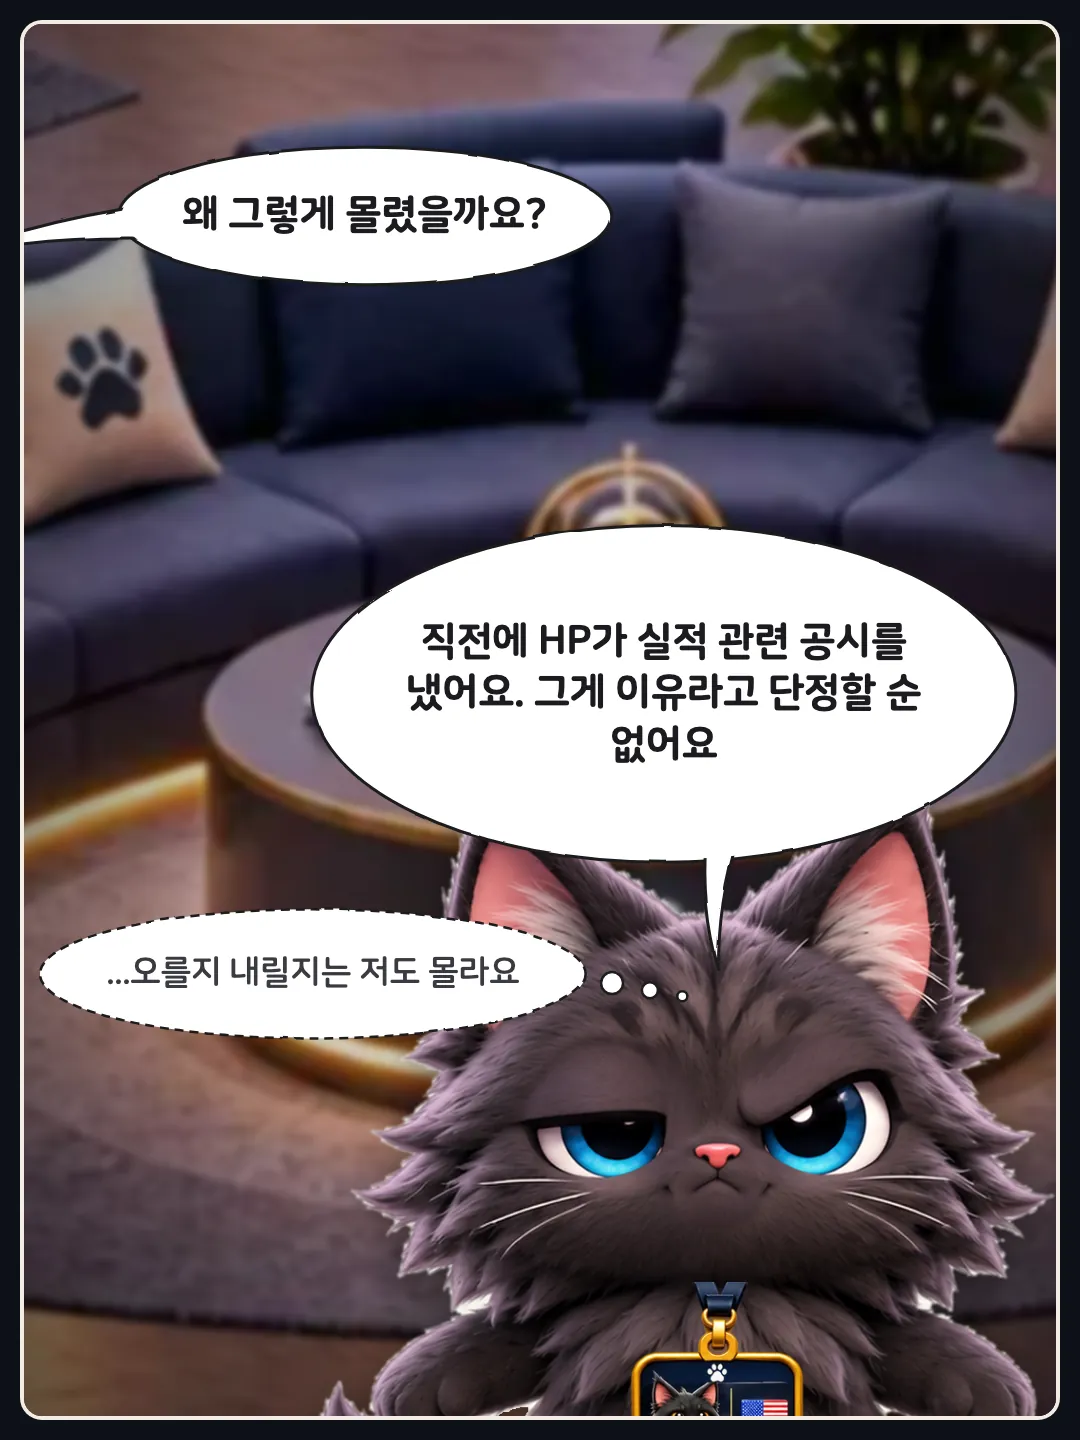 왜 그렇게 몰렸을까요?
직전에 HP가 실적 관련 공시를
냈어요. 그게 이유라고 단정할 순
없어요
...오를지 내릴지는 저도 몰라요